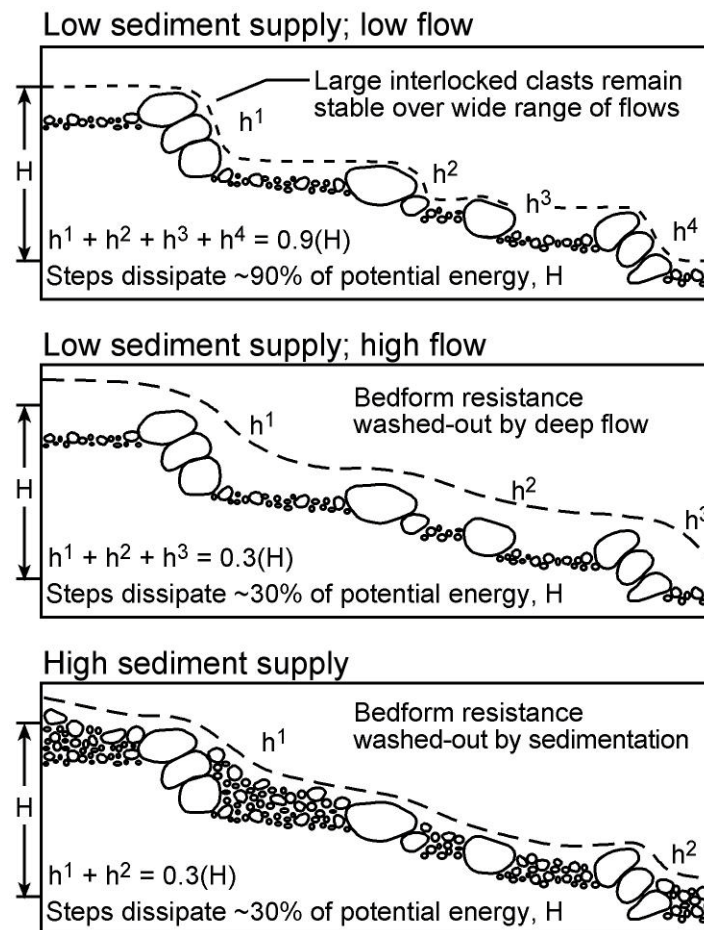 Low sediment supply; low flow
Large interlocked clasts remain
stable over wide range of flows
h¹
h²
h³
h⁴
H
h¹ + h² + h³ + h⁴ = 0.9(H)
Steps dissipate ~90% of potential energy, H
Low sediment supply; high flow
Bedform resistance
washed-out by deep flow
h¹
h²
h³
H
h¹ + h² + h³ = 0.3(H)
Steps dissipate ~30% of potential energy, H
High sediment supply
Bedform resistance
washed-out by sedimentation
h¹
h²
H
h¹ + h² = 0.3(H)
Steps dissipate ~30% of potential energy, H